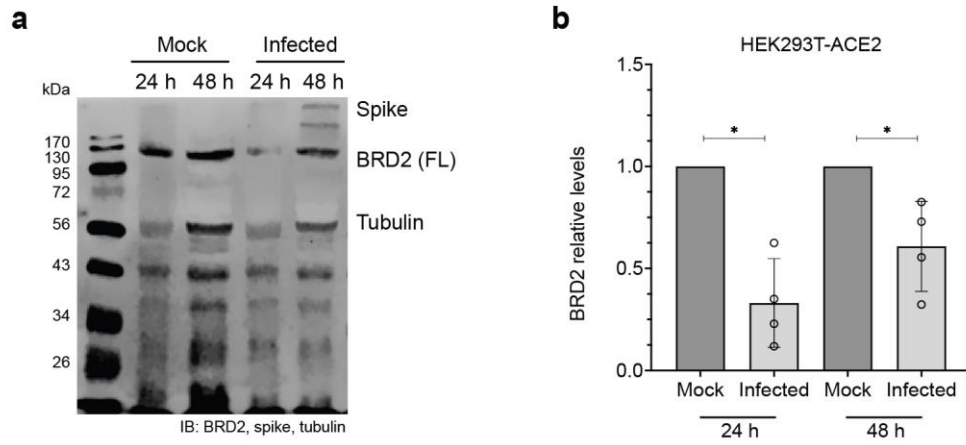 a
Mock Infected
24 h 48 h 24 h 48 h
kDa
Spike
170
130
BRD2 (FL)
95
72
Tubulin
56
43
34
26
IB: BRD2, spike, tubulin
b
HEK293T-ACE2
BRD2 relative levels
1.5
1.0
0.5
0.0
* *
Mock Infected Mock Infected
24 h 48 h